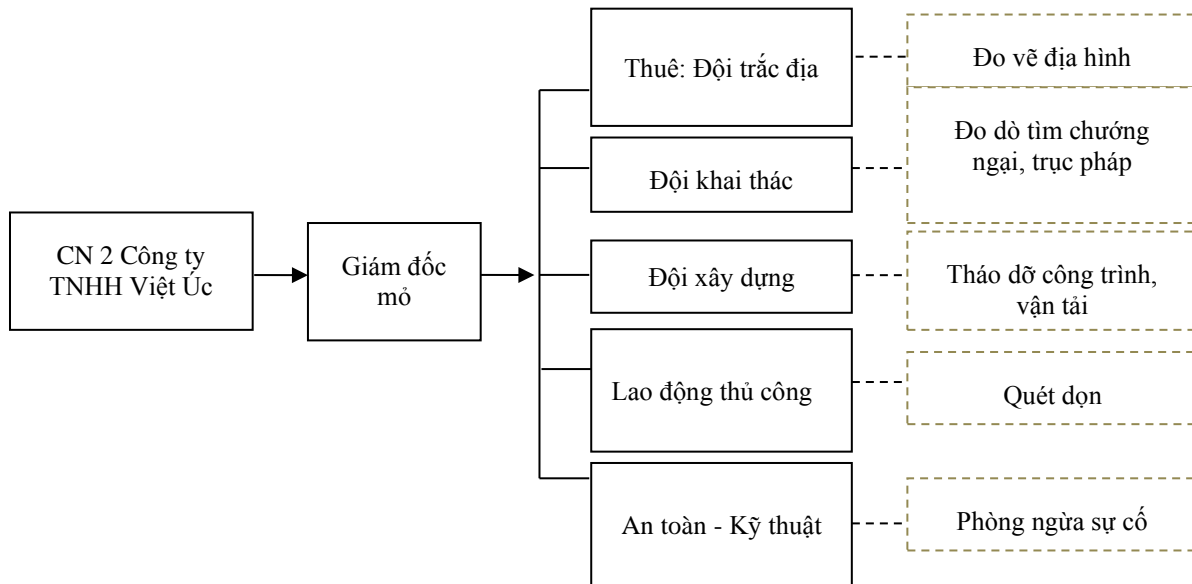 Thuê: Đội trắc địa
Đo vẽ địa hình
Đội khai thác
Đo dò tìm chướng
ngại, trục pháp
CN 2 Công ty
TNHH Việt Úc
Giám đốc
mỏ
Đội xây dựng
Tháo dỡ công trình,
vận tải
Lao động thủ công
Quét dọn
An toàn - Kỹ thuật
Phòng ngừa sự cố